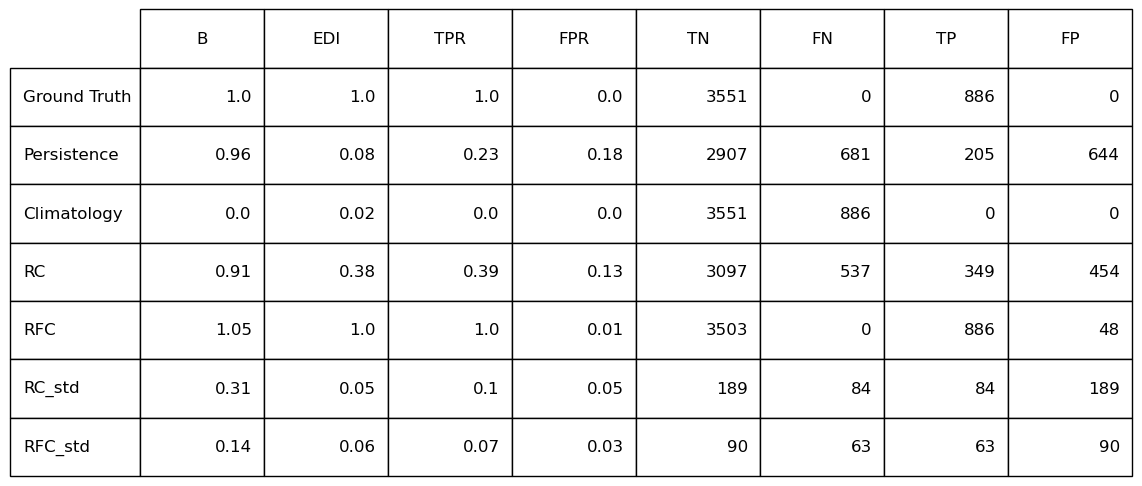 B EDI TPR FPR TN FN TP FP
Ground Truth 1.0 1.0 1.0 0.0 3551 0 886 0
Persistence 0.96 0.08 0.23 0.18 2907 681 205 644
Climatology 0.0 0.02 0.0 0.0 3551 886 0 0
RC 0.91 0.38 0.39 0.13 3097 537 349 454
RFC 1.05 1.0 1.0 0.01 3503 0 886 48
RC_std 0.31 0.05 0.1 0.05 189 84 84 189
RFC_std 0.14 0.06 0.07 0.03 90 63 63 90